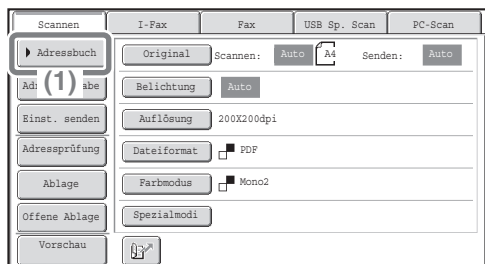 Scannen I-Fax Fax USB Sp. Scan PC-Scan
Adressbuch Original Scannen: Auto A4 Senden: Auto
(1) Belichtung Auto
Einst. senden Auflösung 200X200dpi
Adressprüfung Dateiformat PDF
Ablage Farbmodus Mono2
Offene Ablage Spezialmodi
Vorschau